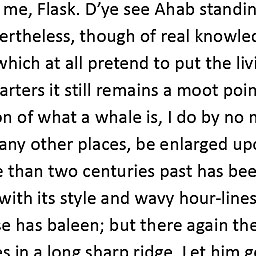 me, Flask. D'ye see Ahab standin
ertheless, though of real knowled
which at all pretend to put the livi
arters it still remains a moot poin
on of what a whale is, I do by no m
any other places, be enlarged upo
e than two centuries past has bee
with its style and wavy hour-lines
se has baleen; but there again the
es in a long sharp ridge. Let him go